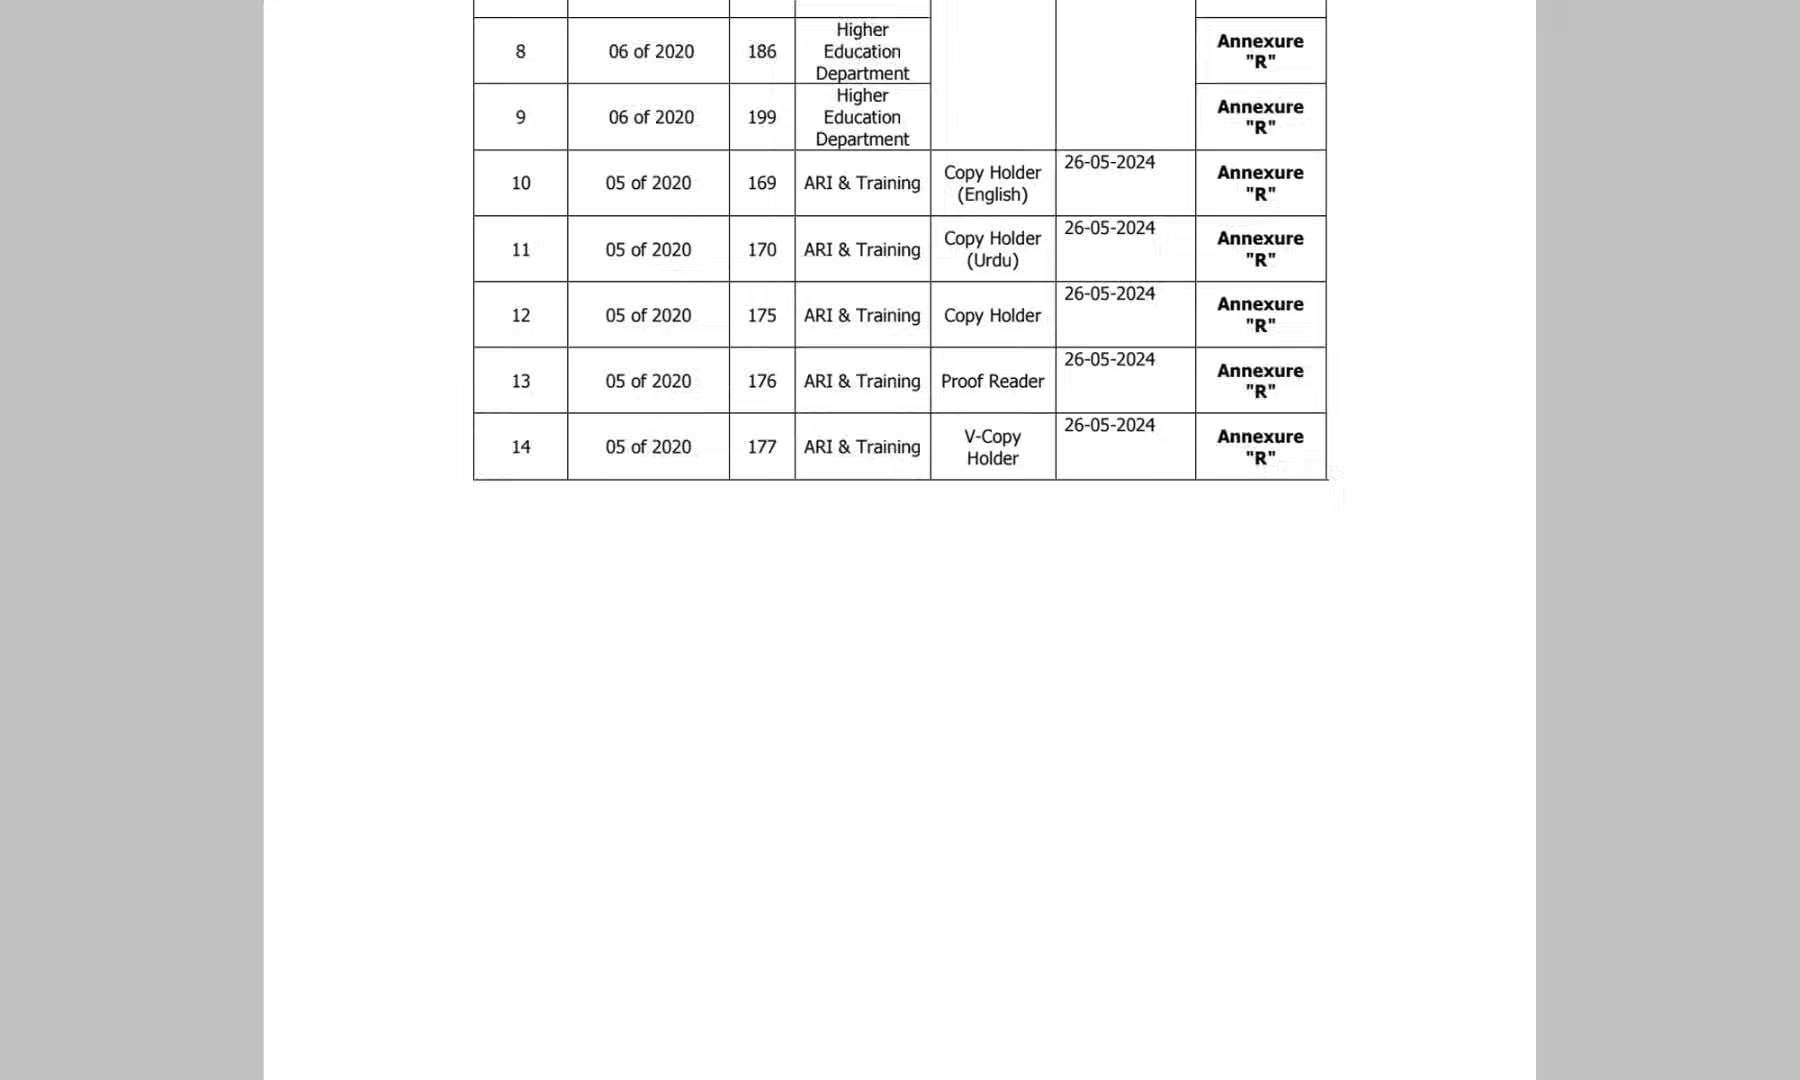 Higher
8 06 of 2020 186 Education Annexure "R"
Department
Higher
9 06 of 2020 199 Education Annexure "R"
Department
10 05 of 2020 169 ARI & Training Copy Holder (English) 26-05-2024 Annexure "R"
11 05 of 2020 170 ARI & Training Copy Holder (Urdu) 26-05-2024 Annexure "R"
12 05 of 2020 175 ARI & Training Copy Holder 26-05-2024 Annexure "R"
13 05 of 2020 176 ARI & Training Proof Reader 26-05-2024 Annexure "R"
14 05 of 2020 177 ARI & Training V-Copy Holder 26-05-2024 Annexure "R"